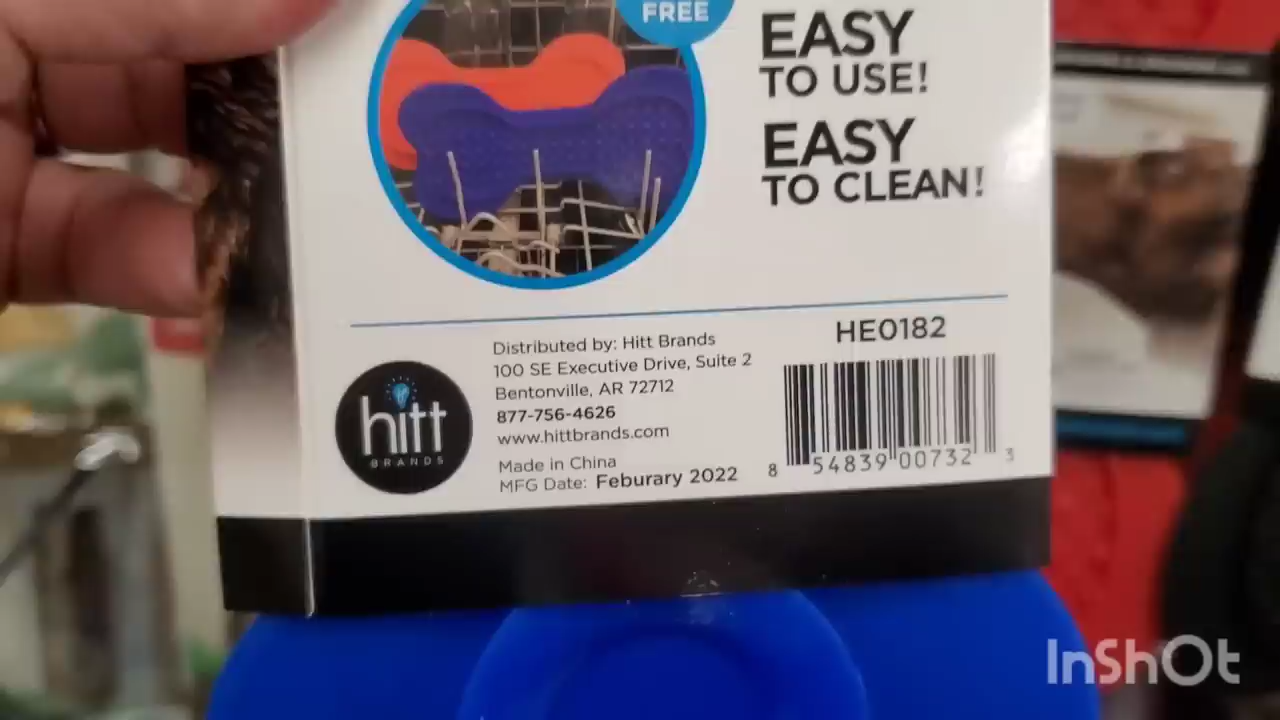 FREE
EASY
TO USE!
EASY
TO CLEAN!
Distributed by: Hitt Brands
100 SE Executive Drive, Suite 2
Bentonville, AR 72712
877-756-4626
www.hittbrands.com
Made in China
MFG Date: Feburary 2022
hitt
BRANDS
HE0182
8 54839 00732 3
InShOt